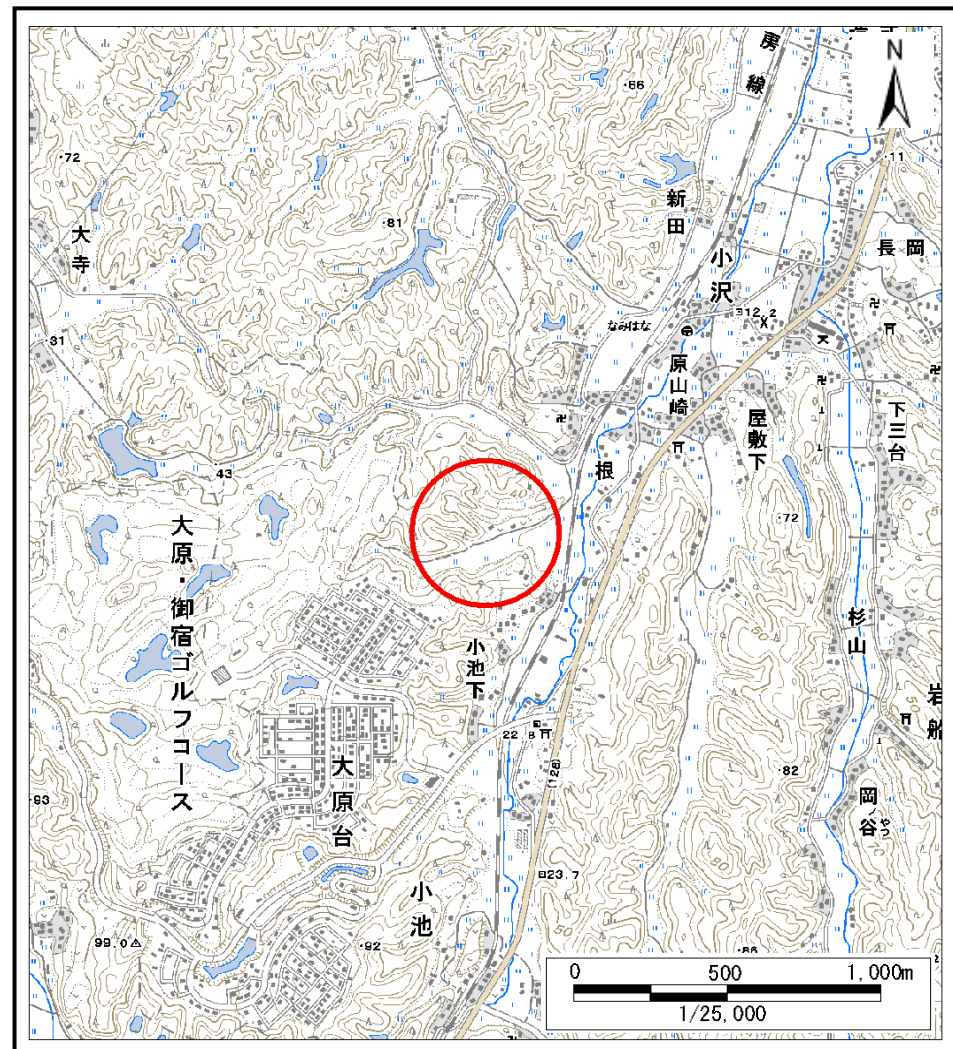 房線
N
66
11
72
新田
81
大寺
小沢
長岡
なみはな
12.2
31
原山崎
屋敷下
下三台
根
43
40
72
大原・御宿ゴルフコース
杉山
小池下
岩船
22.8
大原台
(128)
82
93
岡ノ谷
やつ
23.7
小池
99.0
92
86
0 500 1,000m
1/25,000